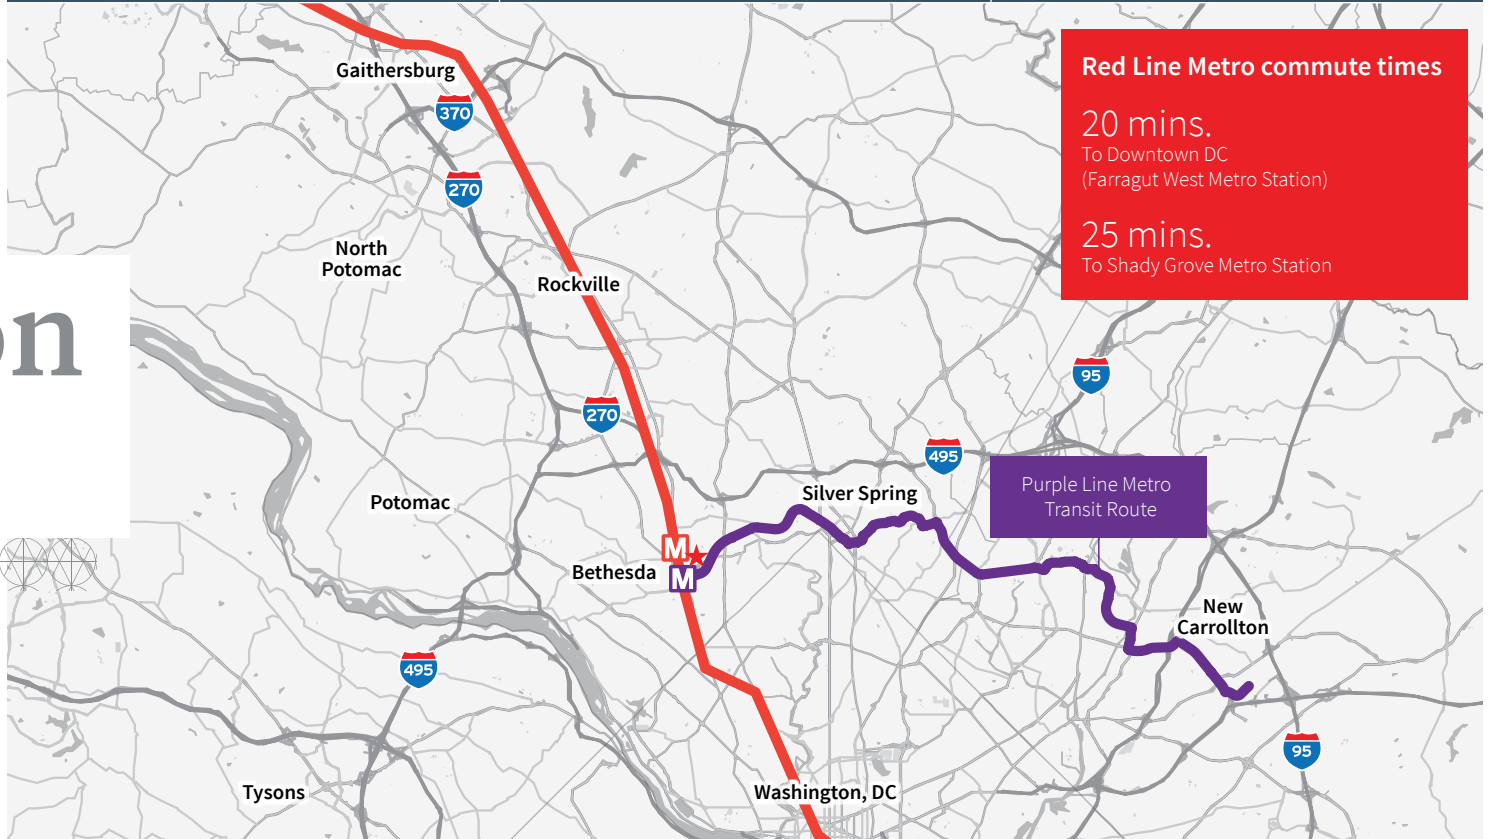 Gaithersburg
370
270
North
Potomac
Rockville
on
Red Line Metro commute times
20 mins.
To Downtown DC
(Farragut West Metro Station)
25 mins.
To Shady Grove Metro Station
95
270
495
Potomac
Silver Spring
Purple Line Metro
Transit Route
M
Bethesda
M
New
Carrollton
495
95
Tysons
Washington, DC